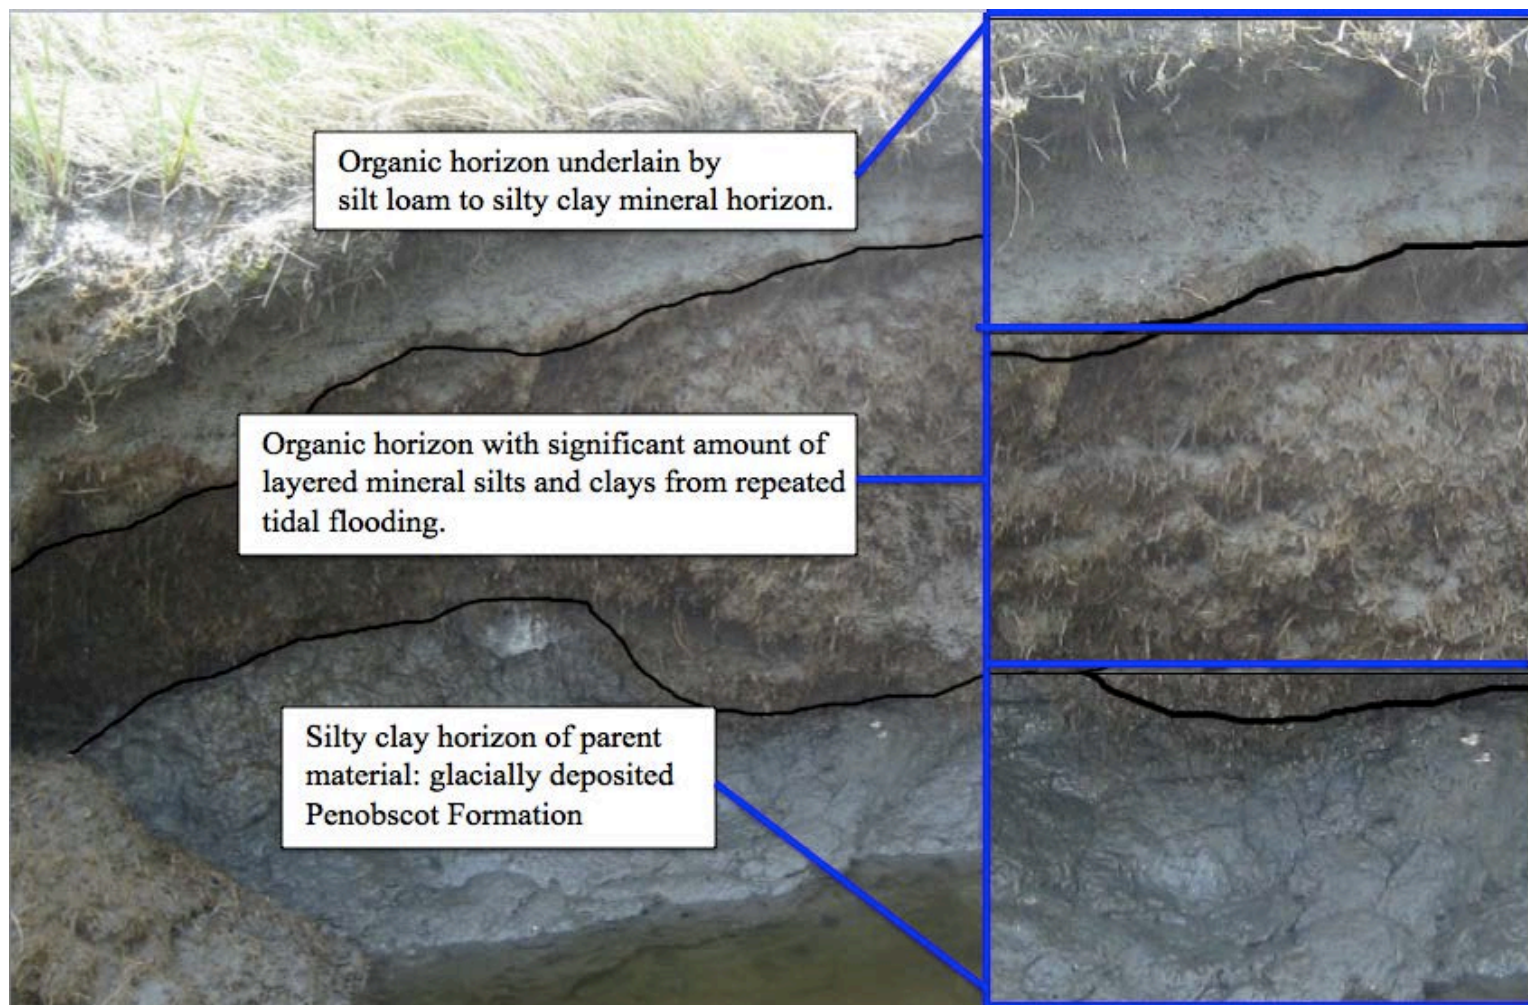 Organic horizon underlain by
silt loam to silty clay mineral horizon.
Organic horizon with significant amount of
layered mineral silts and clays from repeated
tidal flooding.
Silty clay horizon of parent
material: glacially deposited
Penobscot Formation